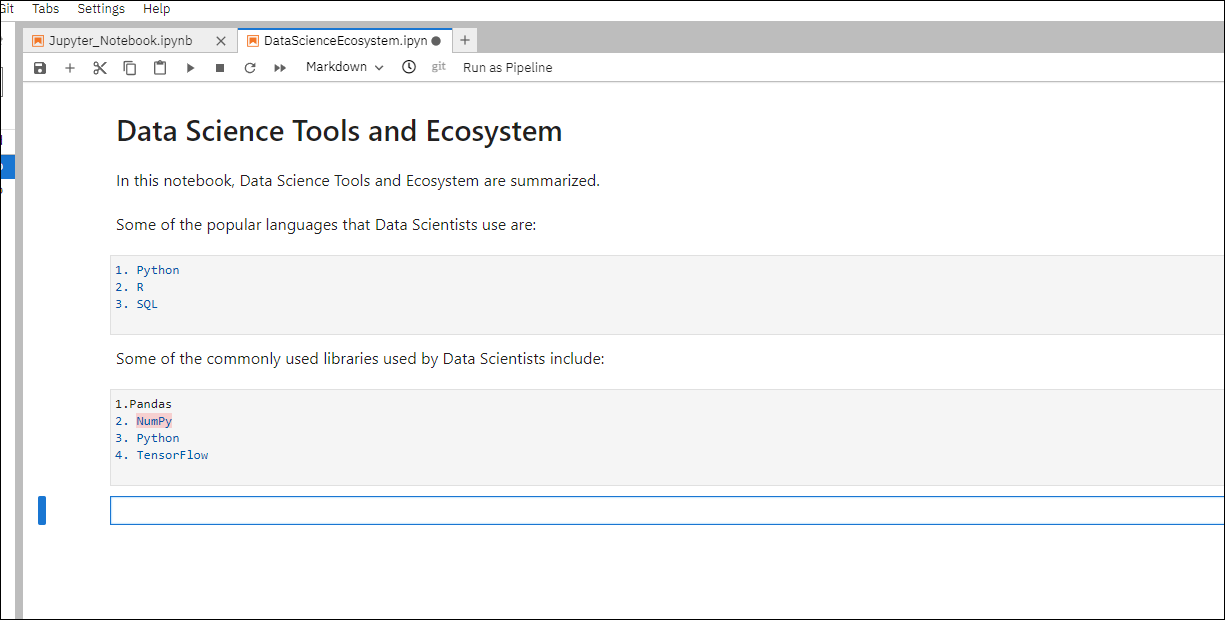 Git Tabs Settings Help
Jupyter_Notebook.ipynb DataScienceEcosystem.ipyn
Markdown git Run as Pipeline
Data Science Tools and Ecosystem
In this notebook, Data Science Tools and Ecosystem are summarized.
Some of the popular languages that Data Scientists use are:
1. Python
2. R
3. SQL
Some of the commonly used libraries used by Data Scientists include:
1.Pandas
2. NumPy
3. Python
4. TensorFlow